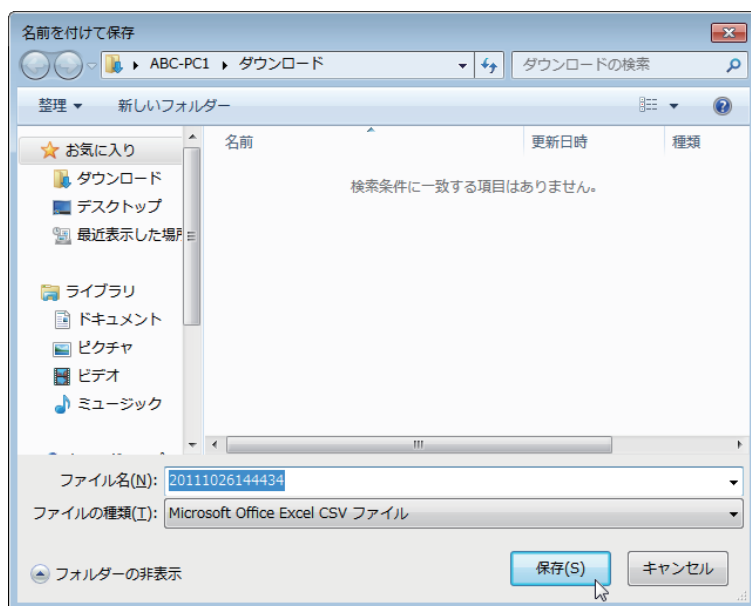 名前を付けて保存
ABC-PC1 ダウンロード ダウンロードの検索
整理 新しいフォルダー
お気に入り
ダウンロード
デスクトップ
最近表示した場所
ライブラリ
ドキュメント
ピクチャ
ビデオ
ミュージック
名前 更新日時 種類
検索条件に一致する項目はありません。
ファイル名(N): 20111026144434
ファイルの種類(T): Microsoft Office Excel CSV ファイル
フォルダーの非表示 保存(S) キャンセル